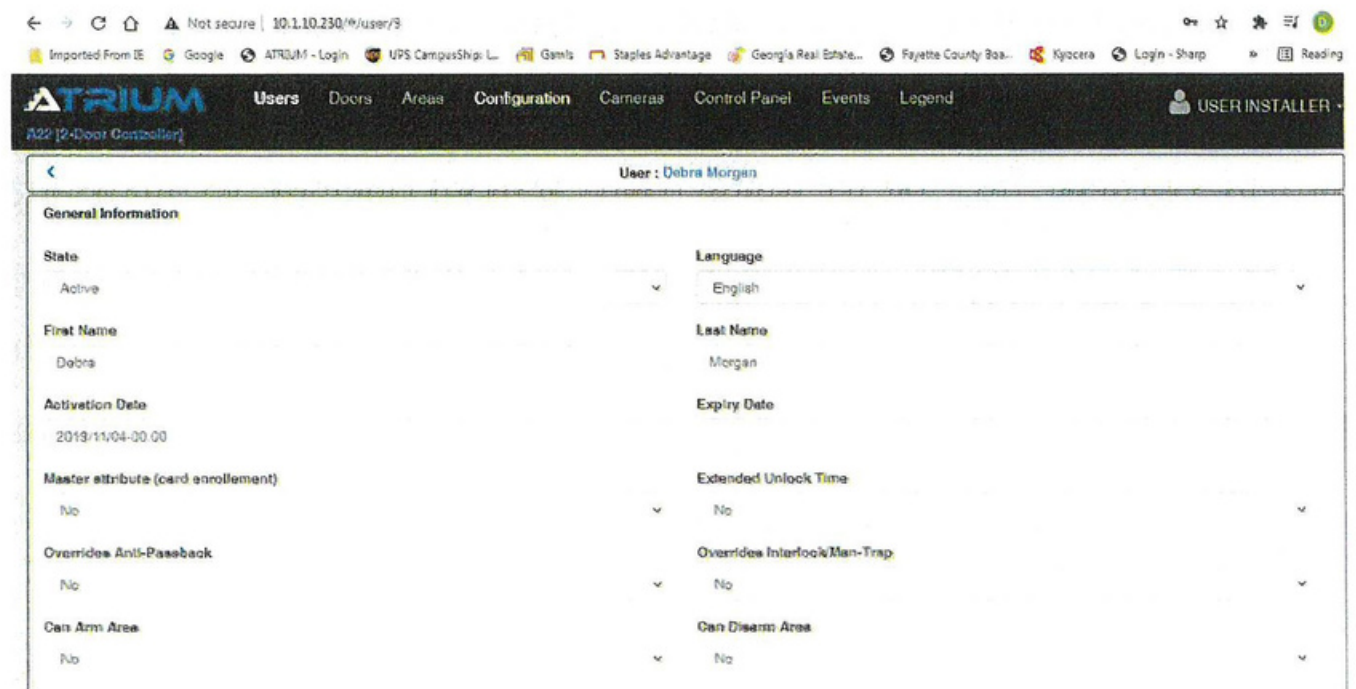 Not secure | 10.1.10.230/#/user/9
Imported From IE Google ATRIUM - Login UPS CampusShip: L... Staples Advantage Georgia Real Estate... Fayette County Boa... Kyocera Login - Sharp » Reading
ATRIUM Users Doors Areas Configuration Cameras Control Panel Events Legend USER INSTALLER
A22 [2-Door Controller]
User : Debra Morgan
General Information
State Language
Active English
First Name Last Name
Debra Morgan
Activation Date Expiry Date
2019/11/04-00:00
Master attribute (card enrollement) Extended Unlock Time
No No
Overrides Anti-Passback Overrides Interlock/Man-Trap
No No
Can Arm Area Can Disarm Area
No No